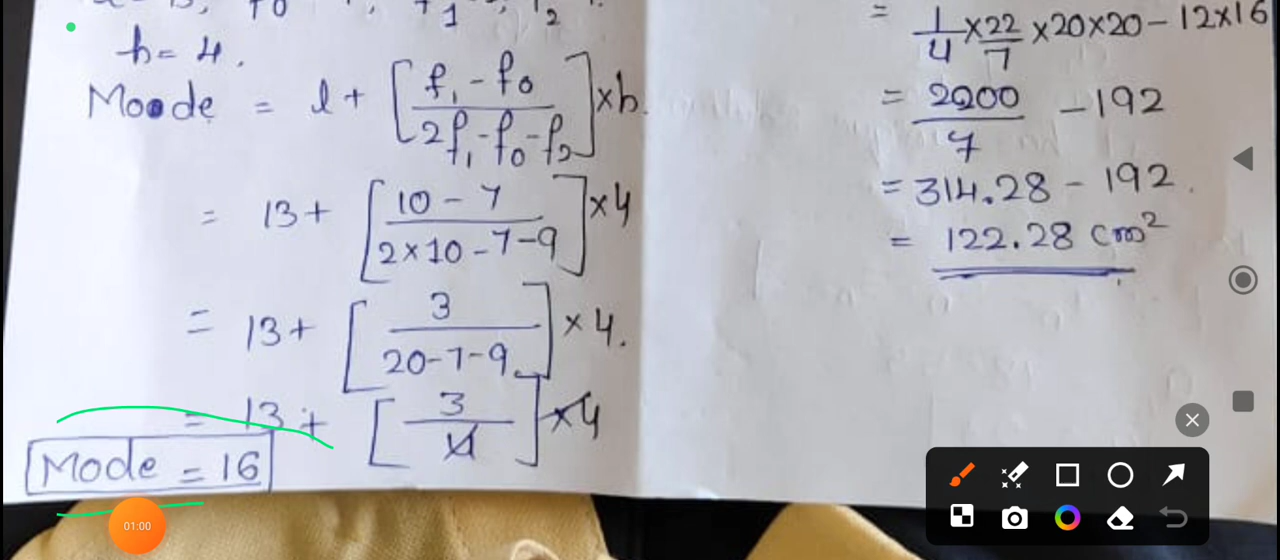 h = 4.
Mode = l + [f₁ - f₀ / 2f₁ - f₀ - f₂] × h.
= 13 + [10 - 7 / 2×10 - 7 - 9] × 4
= 13 + [3 / 20-7-9] × 4.
= 13 + [3 / 4] × 4
Mode = 16
= 1/4 × 22/7 × 20 × 20 - 12 × 16
= 2200/7 - 192
= 314.28 - 192.
= 122.28 cm²
01:00